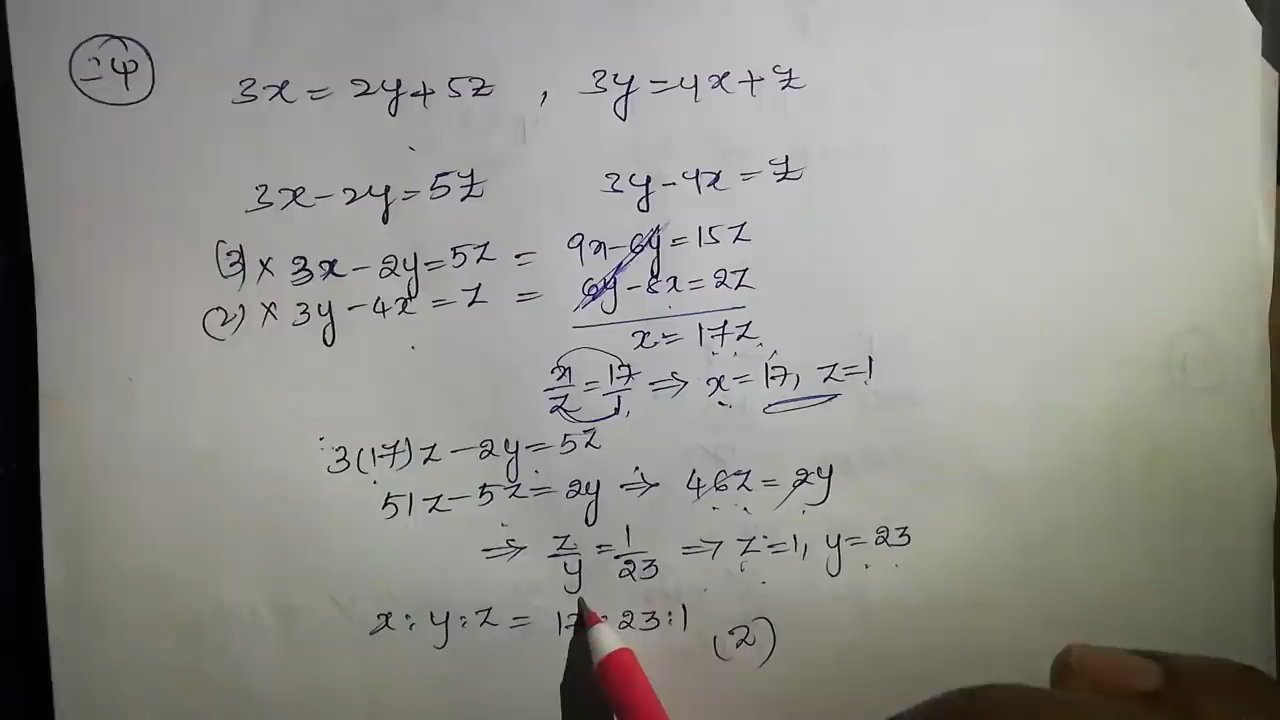 24
3x = 2y + 5z , 3y = 4x + z
3x - 2y = 5z 3y - 4x = z
(3) × 3x - 2y = 5z = 9x - 6y = 15z
(2) × 3y - 4x = z = 6y - 8x = 2z
x = 17z
x/z = 17/1 ⇒ x = 17, z = 1
3(17)z - 2y = 5z
51z - 5z = 2y ⇒ 46z = 2y
⇒ z/y = 1/23 ⇒ z = 1, y = 23
x : y : z = 17 : 23 : 1 (2)